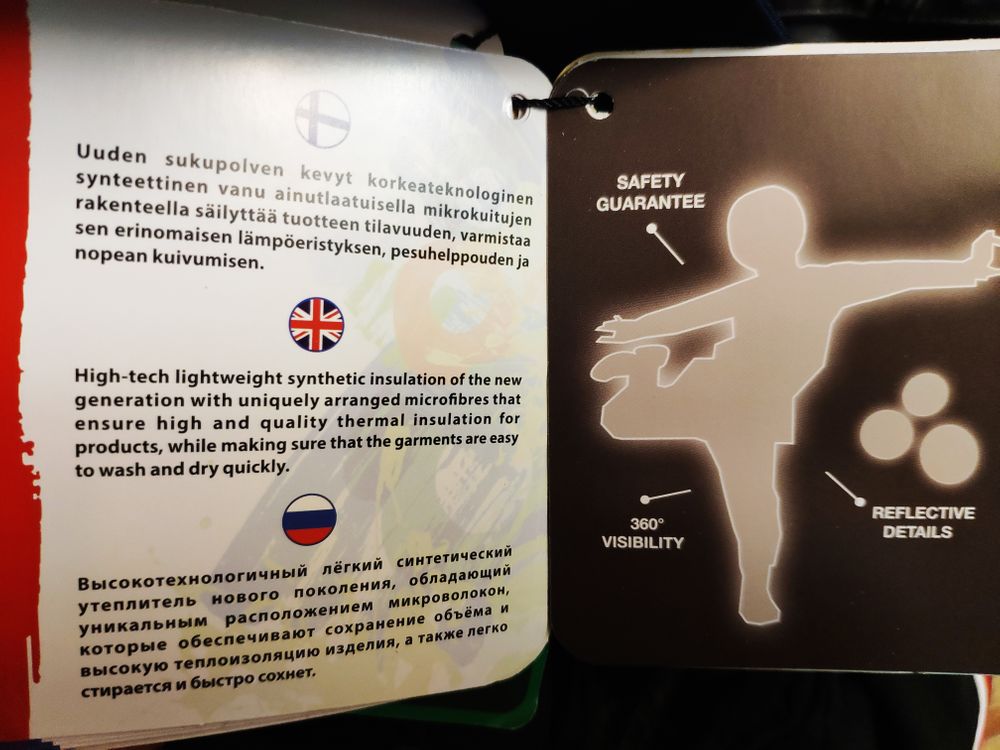 Uuden sukupolven kevyt korkeateknologinen
synteettinen vanu ainutlaatuisella mikrokuitujen
rakenteella säilyttää tuotteen tilavuuden, varmistaa
sen erinomaisen lämpöeristyksen, pesuhelppouden ja
nopean kuivumisen.
High-tech lightweight synthetic insulation of the new
generation with uniquely arranged microfibres that
ensure high and quality thermal insulation for
products, while making sure that the garments are easy
to wash and dry quickly.
Высокотехнологичный лёгкий синтетический
утеплитель нового поколения, обладающий
уникальным расположением микроволокон,
которые обеспечивают сохранение объёма и
высокую теплоизоляцию изделия, а также легко
стирается и быстро сохнет.
SAFETY
GUARANTEE
360°
VISIBILITY
REFLECTIVE
DETAILS